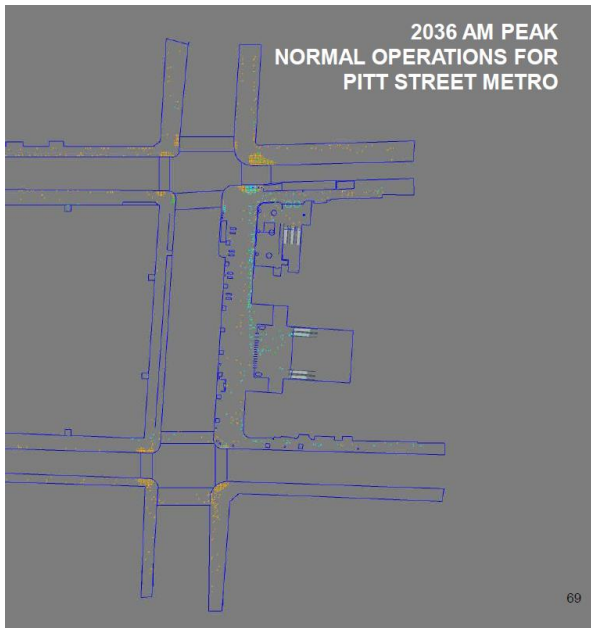 2036 AM PEAK
NORMAL OPERATIONS FOR
PITT STREET METRO
69